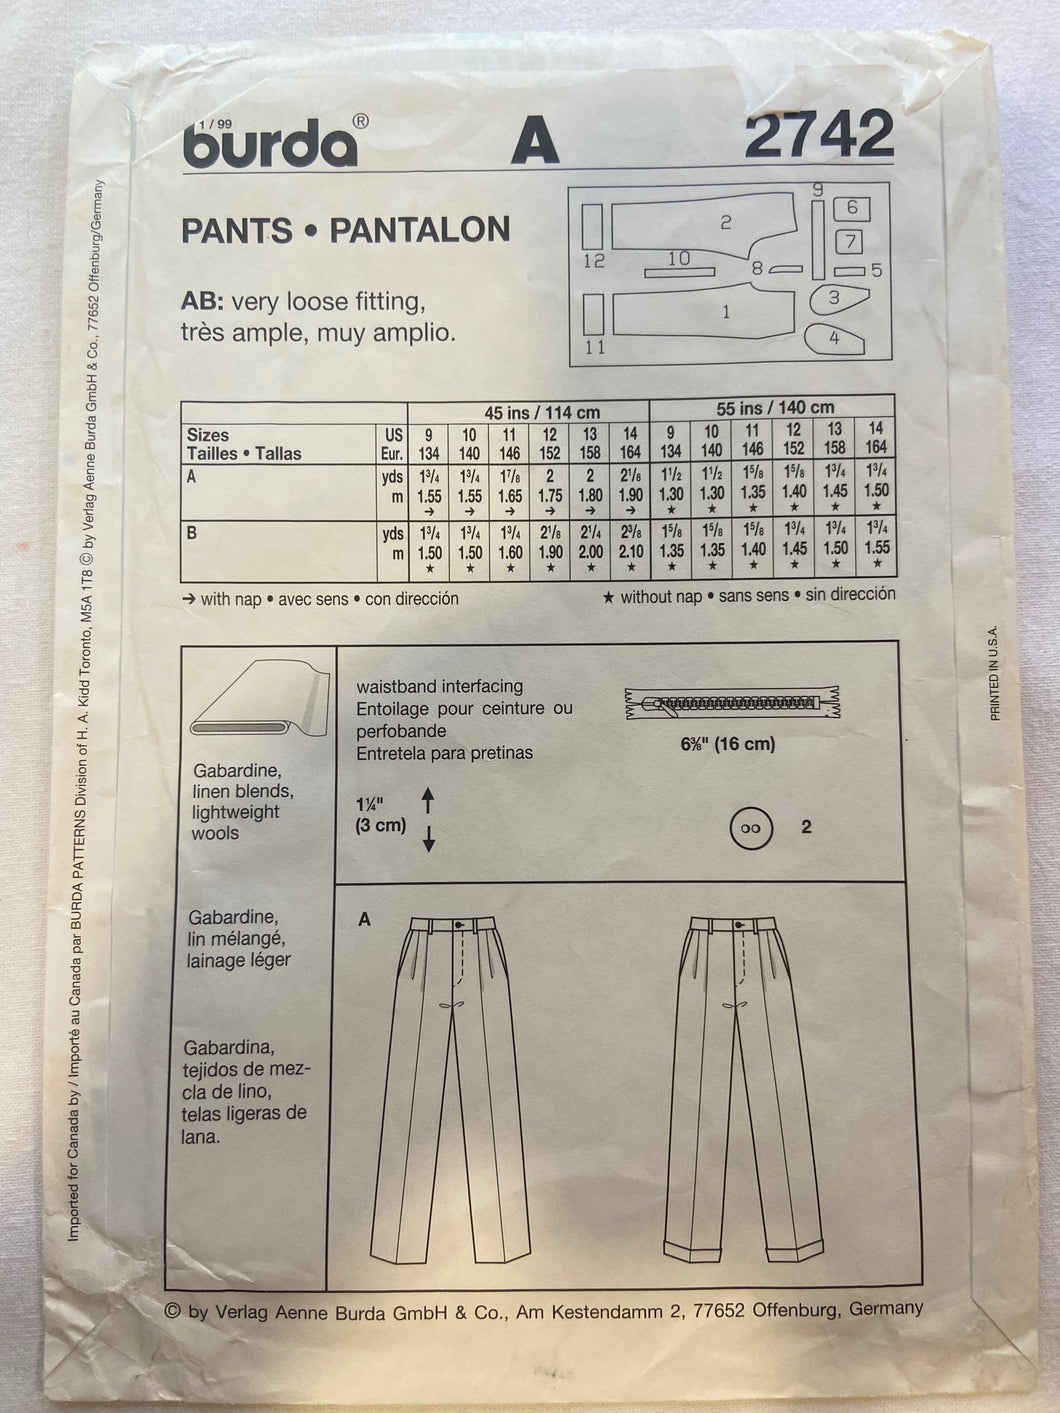 1 / 99
burda® A 2742
PANTS • PANTALON
AB: very loose fitting,
très ample, muy amplio.
9
2 6
7
12 10 8 5
3
1
4
11
45 ins / 114 cm 55 ins / 140 cm
Sizes US 9 10 11 12 13 14 9 10 11 12 13 14
Tailles • Tallas Eur. 134 140 146 152 158 164 134 140 146 152 158 164
A yds 1¾ 1¾ 1⅞ 2 2 2⅛ 1½ 1½ 1⅝ 1⅝ 1¾ 1¾
m 1.55 1.55 1.65 1.75 1.80 1.90 1.30 1.30 1.35 1.40 1.45 1.50
→ → → → → → ★ ★ ★ ★ ★ ★
B yds 1¾ 1¾ 1¾ 2⅛ 2¼ 2⅜ 1⅝ 1⅝ 1⅝ 1¾ 1¾ 1¾
m 1.50 1.50 1.60 1.90 2.00 2.10 1.35 1.35 1.40 1.45 1.50 1.55
★ ★ ★ ★ ★ ★ ★ ★ ★ ★ ★ ★
→ with nap • avec sens • con dirección ★ without nap • sans sens • sin dirección
Gabardine,
linen blends,
lightweight
wools
Gabardine,
lin mélangé,
lainage léger
Gabardina,
tejidos de mez-
cla de lino,
telas ligeras de
lana.
waistband interfacing
Entoilage pour ceinture ou
perfobande
Entretela para pretinas
1¼"
(3 cm)
6⅜" (16 cm)
2
A
© by Verlag Aenne Burda GmbH & Co., Am Kestendamm 2, 77652 Offenburg, Germany
Imported for Canada by / Importé au Canada par BURDA PATTERNS Division of H. A. Kidd Toronto, M5A 1T8 © by Verlag Aenne Burda GmbH & Co., 77652 Offenburg/Germany
PRINTED IN U.S.A.